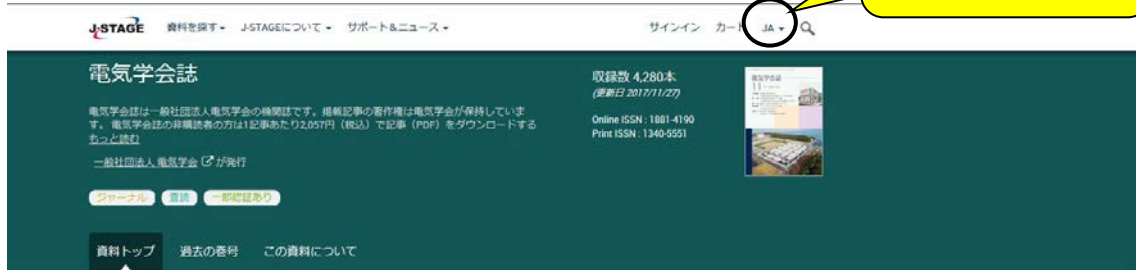 J-STAGE 資料を探す J-STAGEについて サポート&ニュース サインイン カート JA
電気学会誌
電気学会誌は一般社団法人電気学会の機関誌です。掲載記事の著作権は電気学会が保持していま
す。 電気学会誌の非購読者の方は1記事あたり2,057円（税込）で記事（PDF）をダウンロードする
もっと読む
一般社団法人 電気学会 が発行
ジャーナル 査読 一部認証あり
収録数 4,280本
(更新日 2017/11/27)
Online ISSN : 1881-4190
Print ISSN : 1340-5551
電気学会誌
11
資料トップ 過去の巻号 この資料について